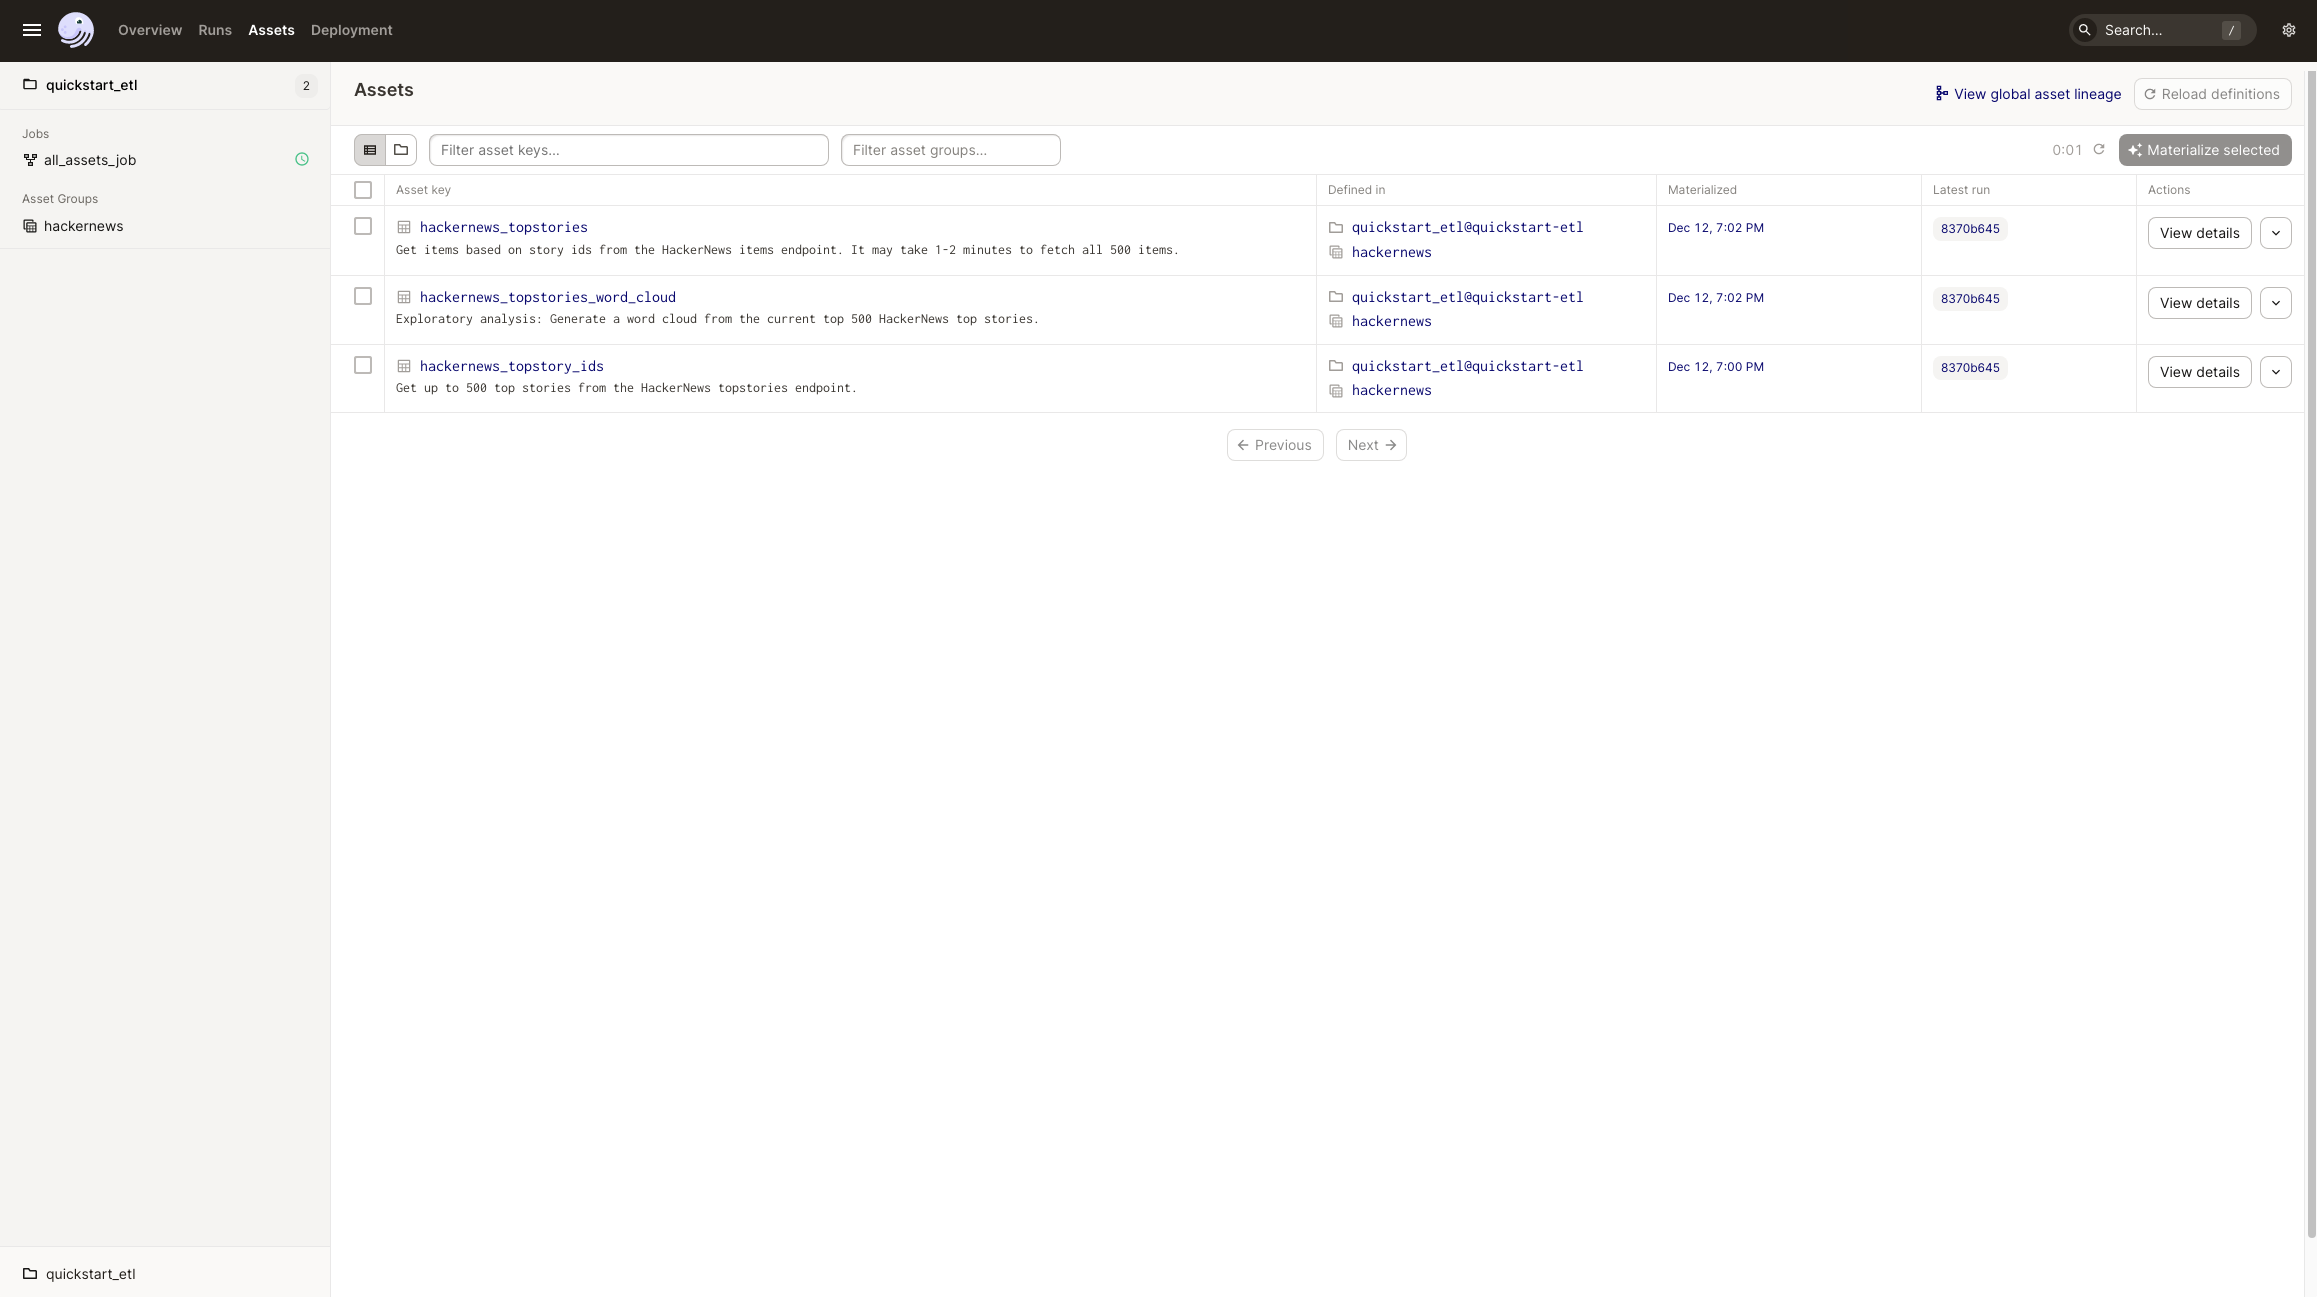 Overview Runs Assets Deployment
Search... /
quickstart_etl 2
Jobs
all_assets_job
Asset Groups
hackernews
quickstart_etl
Assets
View global asset lineage Reload definitions
Filter asset keys... Filter asset groups... 0:01 Materialize selected
Asset key Defined in Materialized Latest run Actions
hackernews_topstories quickstart_etl@quickstart-etl Dec 12, 7:02 PM 8370b645 View details
Get items based on story ids from the HackerNews items endpoint. It may take 1-2 minutes to fetch all 500 items. hackernews
hackernews_topstories_word_cloud quickstart_etl@quickstart-etl Dec 12, 7:02 PM 8370b645 View details
Exploratory analysis: Generate a word cloud from the current top 500 HackerNews top stories. hackernews
hackernews_topstory_ids quickstart_etl@quickstart-etl Dec 12, 7:00 PM 8370b645 View details
Get up to 500 top stories from the HackerNews topstories endpoint. hackernews
Previous Next